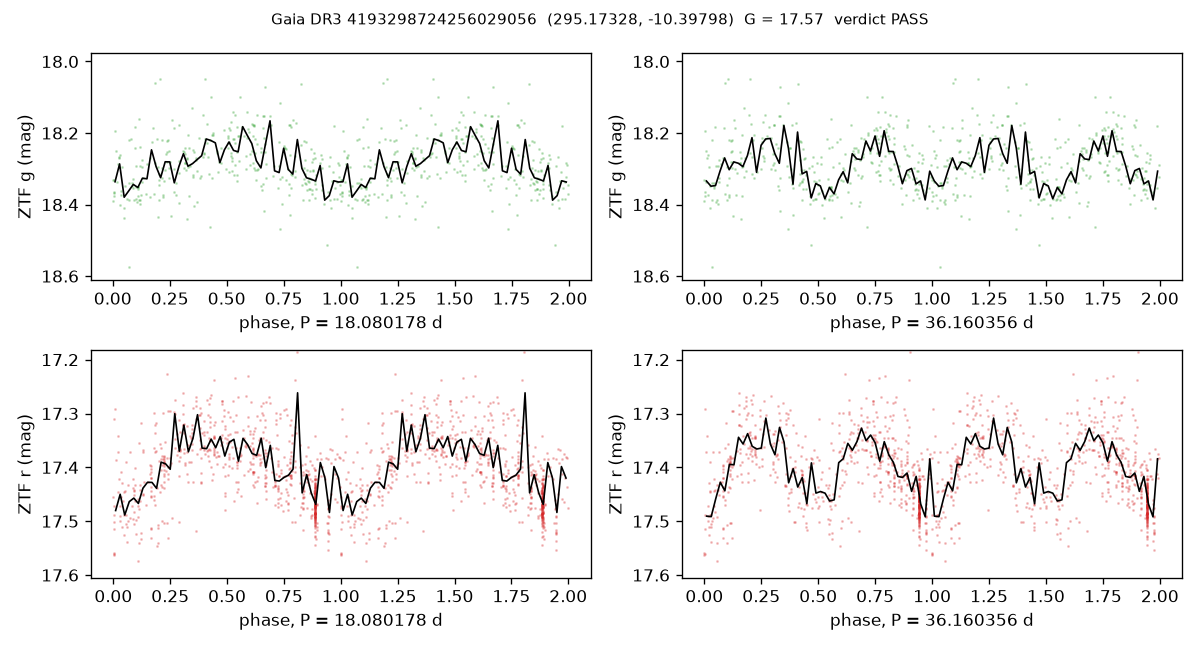 Gaia DR3 4193298724256029056  (295.17328, -10.39798)  G = 17.57  verdict PASS
18.0
18.2
18.4
18.6
ZTF g (mag)
0.00 0.25 0.50 0.75 1.00 1.25 1.50 1.75 2.00
phase, P = 18.080178 d
18.0
18.2
18.4
18.6
ZTF g (mag)
0.00 0.25 0.50 0.75 1.00 1.25 1.50 1.75 2.00
phase, P = 36.160356 d
17.2
17.3
17.4
17.5
17.6
ZTF r (mag)
0.00 0.25 0.50 0.75 1.00 1.25 1.50 1.75 2.00
phase, P = 18.080178 d
17.2
17.3
17.4
17.5
17.6
ZTF r (mag)
0.00 0.25 0.50 0.75 1.00 1.25 1.50 1.75 2.00
phase, P = 36.160356 d